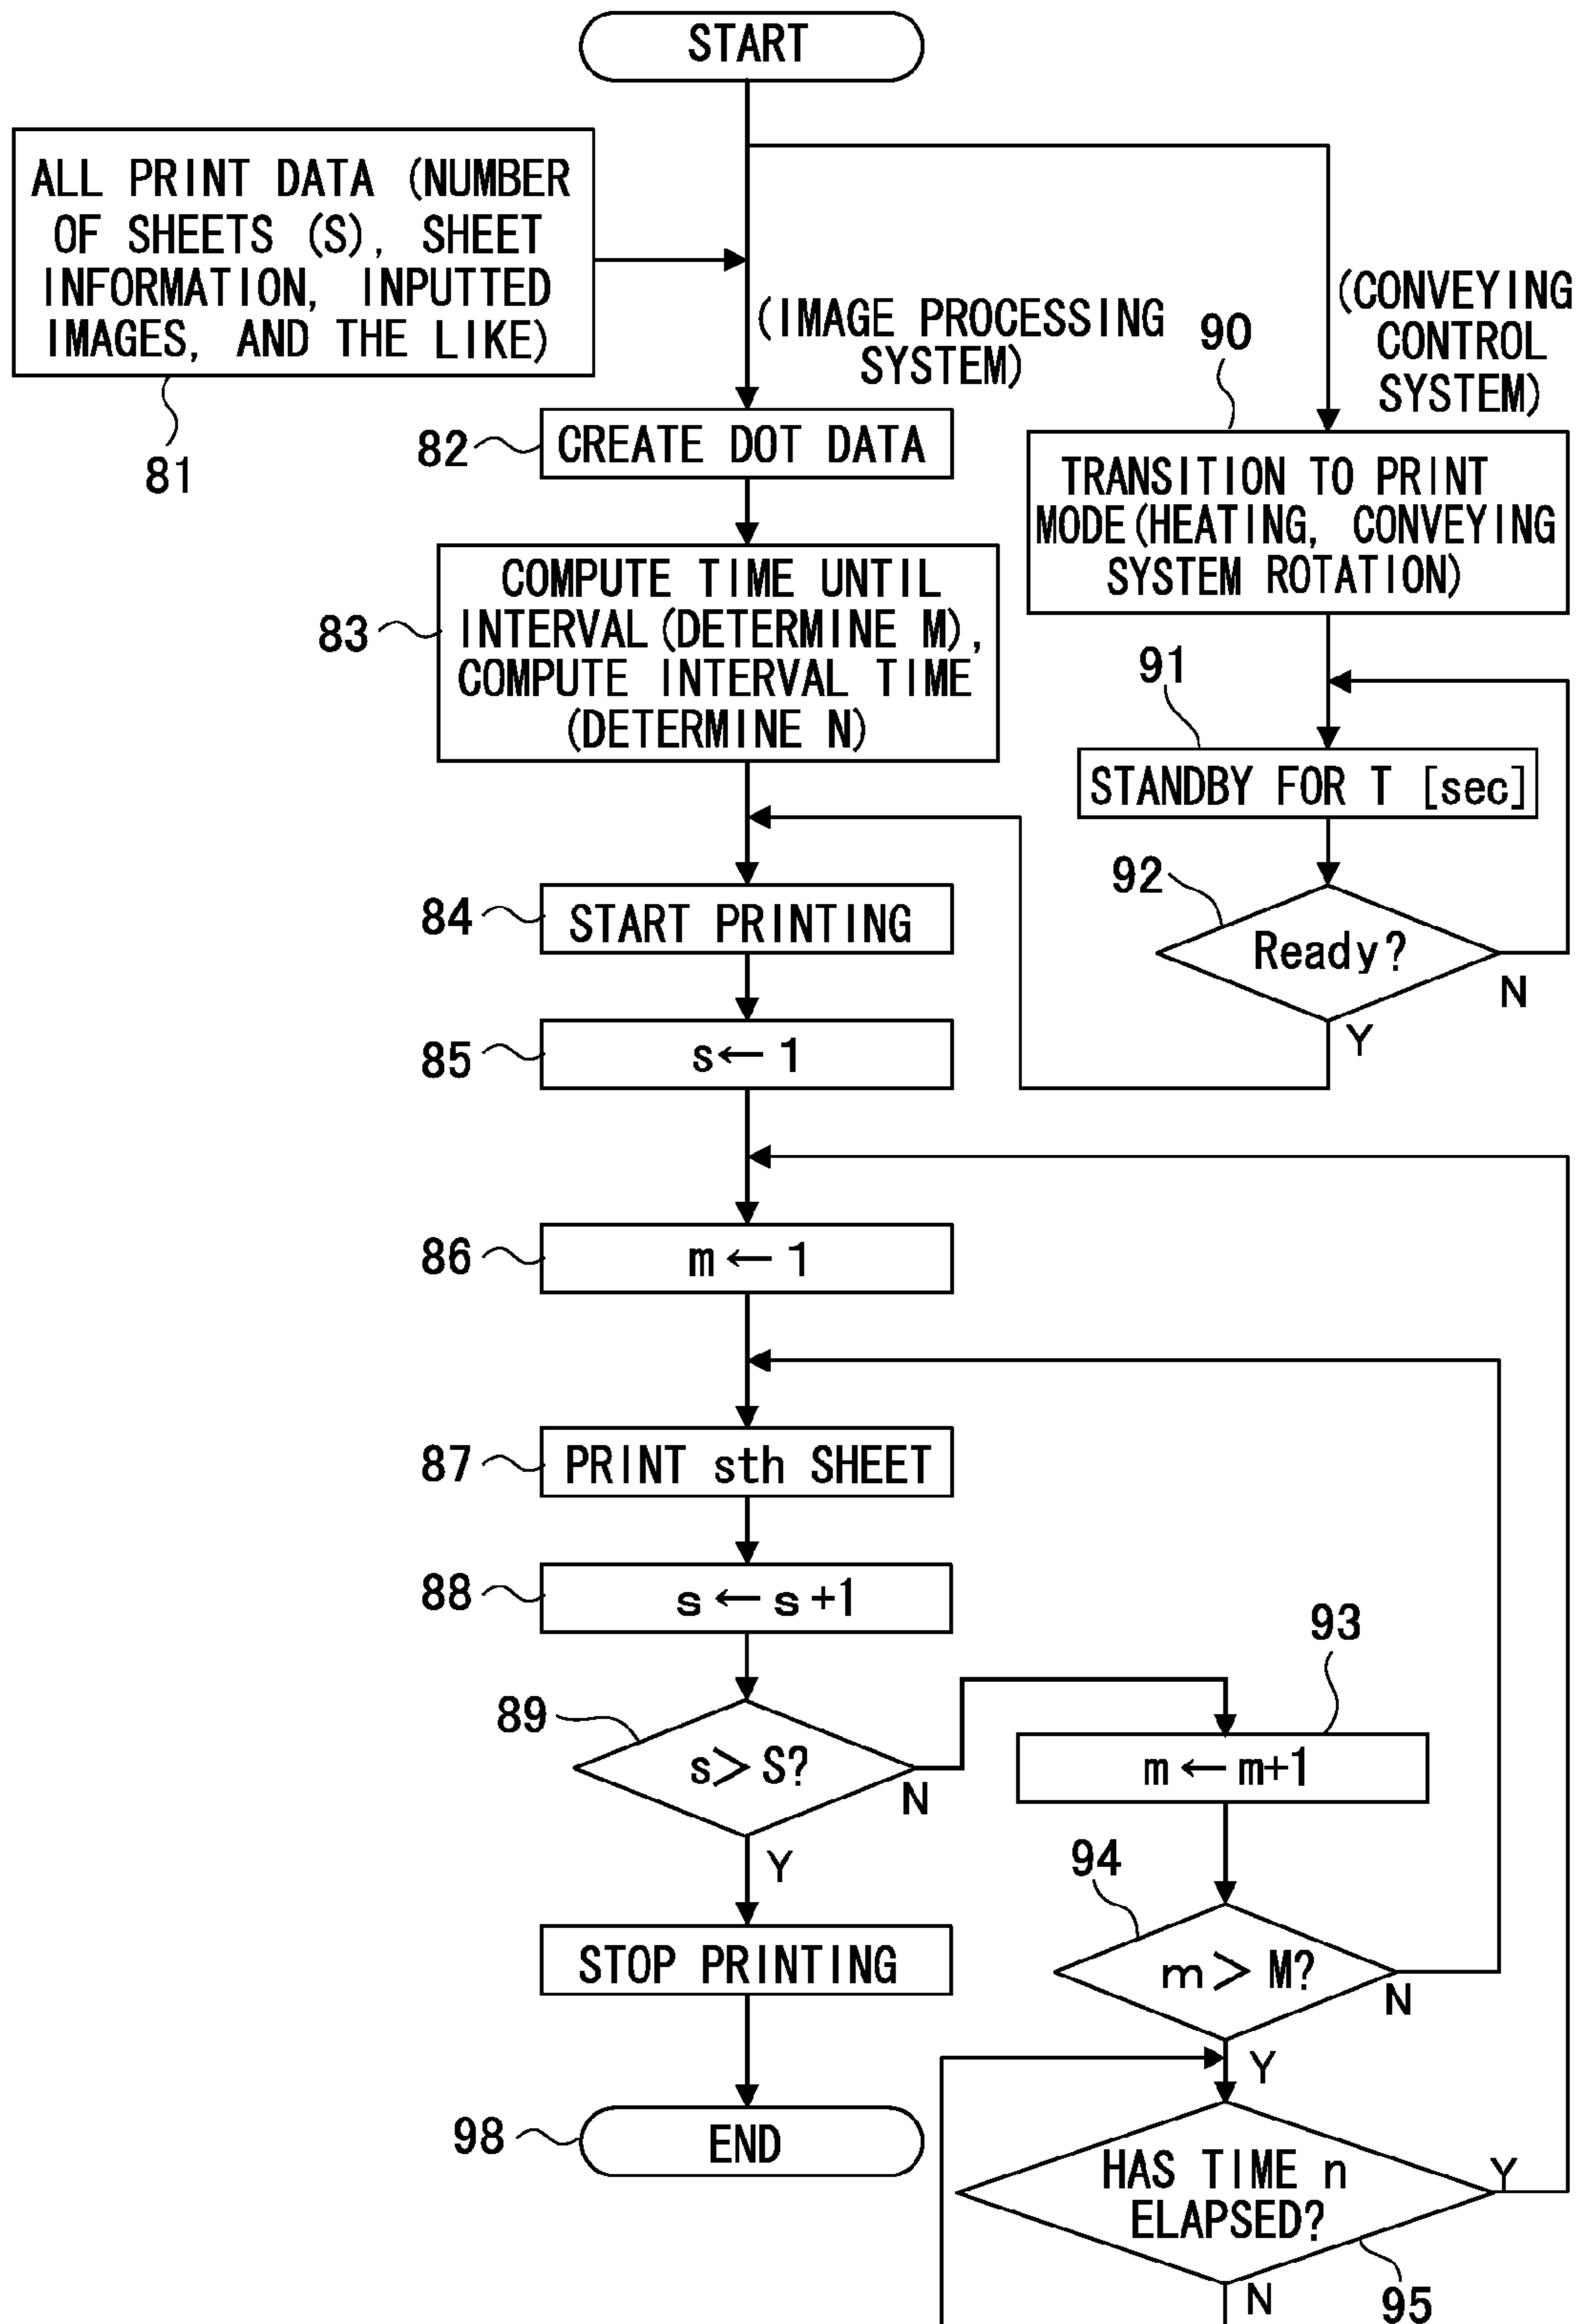 START
ALL PRINT DATA (NUMBER
OF SHEETS (S), SHEET
INFORMATION, INPUTTED
IMAGES, AND THE LIKE)
81
(IMAGE PROCESSING
SYSTEM)
(CONVEYING
CONTROL
SYSTEM)
90
82
CREATE DOT DATA
TRANSITION TO PRINT
MODE(HEATING, CONVEYING
SYSTEM ROTATION)
83
COMPUTE TIME UNTIL
INTERVAL(DETERMINE M),
COMPUTE INTERVAL TIME
(DETERMINE N)
91
STANDBY FOR T [sec]
92
Ready?
N
Y
84
START PRINTING
85
s←1
86
m←1
87
PRINT sth SHEET
88
s←s+1
93
89
s>S?
N
Y
m←m+1
94
m>M?
N
Y
STOP PRINTING
98
END
HAS TIME n
ELAPSED?
Y
N
95